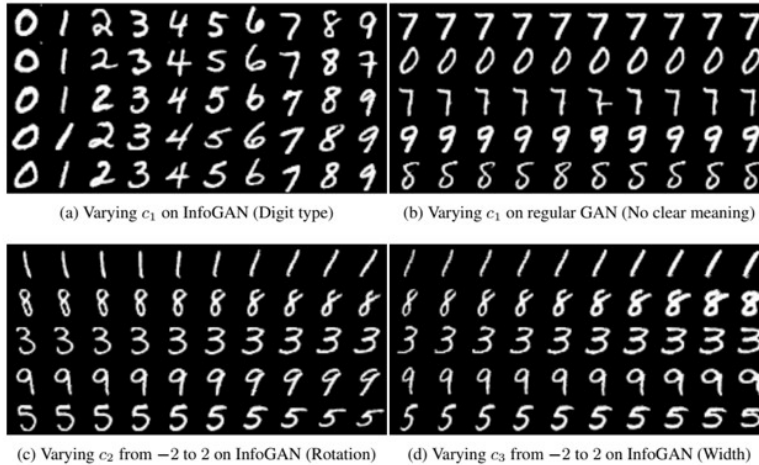 0 1 2 3 4 5 6 7 8 9
0 1 2 3 4 5 6 7 8 7
0 1 2 3 4 5 6 7 8 9
0 1 2 3 4 5 6 7 8 9
0 1 2 3 4 5 6 7 8 9
(a) Varying c₁ on InfoGAN (Digit type)
7 7 7 7 7 7 7 7 7 7
0 0 0 0 0 0 0 0 0 0
7 7 7 7 7 7 7 7 7 7
9 9 9 9 9 9 9 9 9 9
(b) Varying c₁ on regular GAN (No clear meaning)
1 1 1 1 1 1 1 1 1 1
8 8 8 8 8 8 8 8 8 8
3 3 3 3 3 3 3 3 3 3
9 9 9 9 9 9 9 9 9 9
5 5 5 5 5 5 5 5 5 5
(c) Varying c₂ from −2 to 2 on InfoGAN (Rotation)
1 1 1 1 1 1 1 1 1 1
8 8 8 8 8 8 8 8 8 8
3 3 3 3 3 3 3 3 3 3
9 9 9 9 9 9 9 9 9 9
5 5 5 5 5 5 5 5 5 5
(d) Varying c₃ from −2 to 2 on InfoGAN (Width)